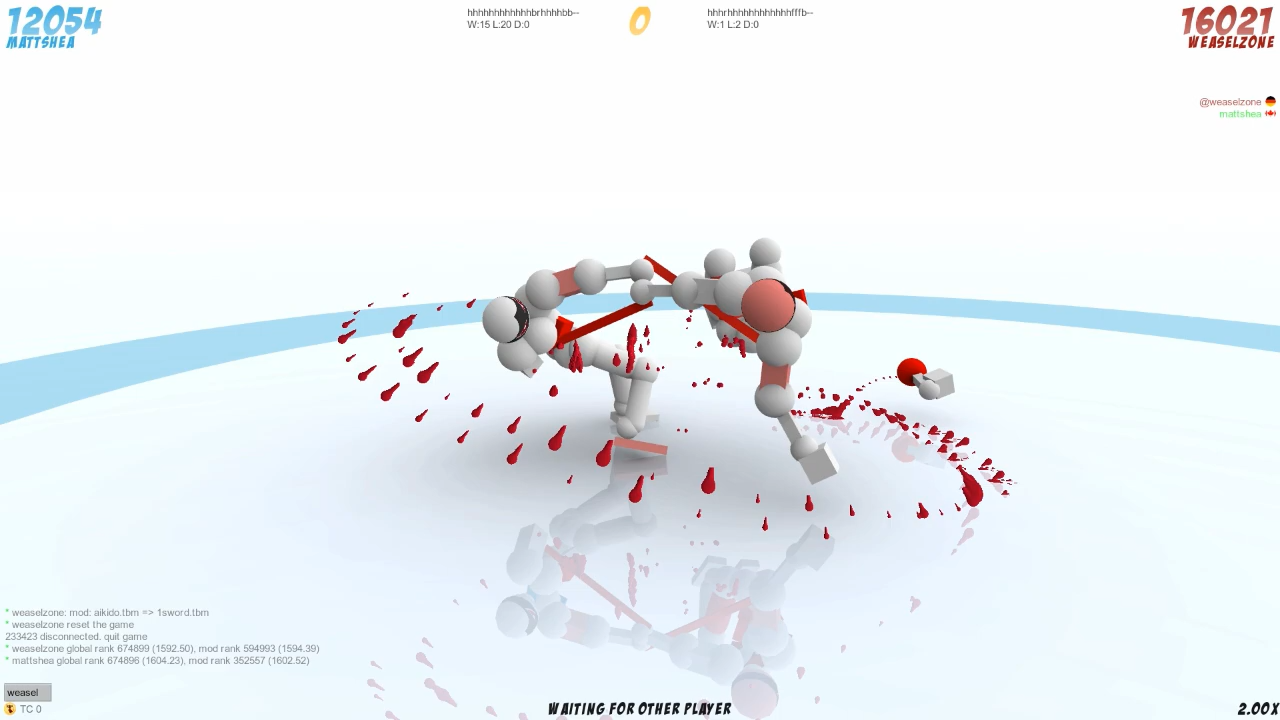 12054
MATTSHEA
hhhhhhhhhhhhbrhhhhbb--
W:15 L:20 D:0
0
hhhrhhhhhhhhhhhhfffb--
W:1 L:2 D:0
16021
WEASELZONE
@weaselzone
mattshea
* weaselzone: mod: aikido.tbm => 1sword.tbm
* weaselzone reset the game
233423 disconnected. quit game
* weaselzone global rank 674899 (1592.50), mod rank 594993 (1594.39)
* mattshea global rank 674896 (1604.23), mod rank 352557 (1602.52)
weasel
TC 0
WAITING FOR OTHER PLAYER
2.00X